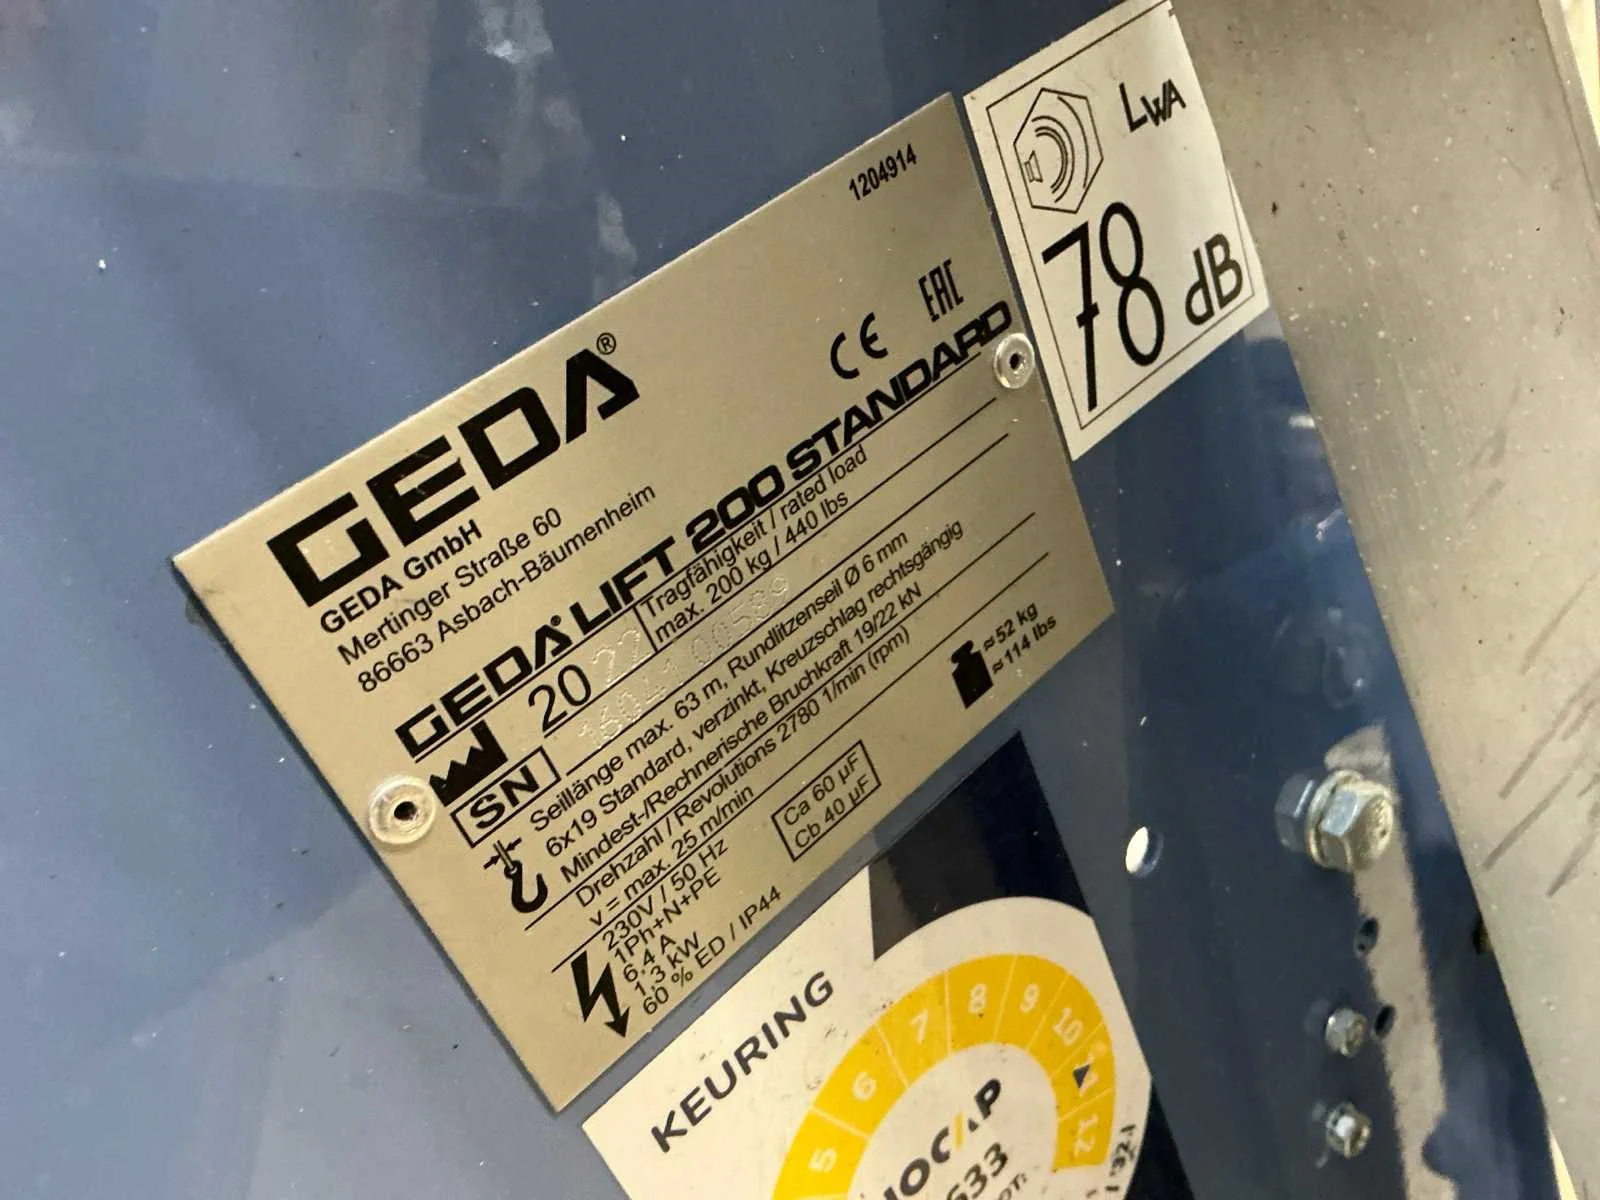 1204914
GEDA®
CE EAC
GEDA GmbH
Mertinger Straße 60
86663 Asbach-Bäumenheim
GEDA® LIFT 200 STANDARD
2022
Tragfähigkeit / rated load
max. 200 kg / 440 lbs
SN
Seillänge max. 63 m, Rundlitzenseil Ø 6 mm
6x19 Standard, verzinkt, Kreuzschlag rechtsgängig
Mindest-/Rechnerische Bruchkraft 19/22 kN
Drehzahl / Revolutions 2780 1/min (rpm)
v = max. 25 m/min
≈ 52 kg
≈ 114 lbs
230V / 50 Hz
1Ph+N+PE
6,4 A
1,3 kW
60 % ED / IP44
Ca 60 µF
Cb 40 µF
LWA
78 dB
KEURING
5 6 7 8 9 10 12